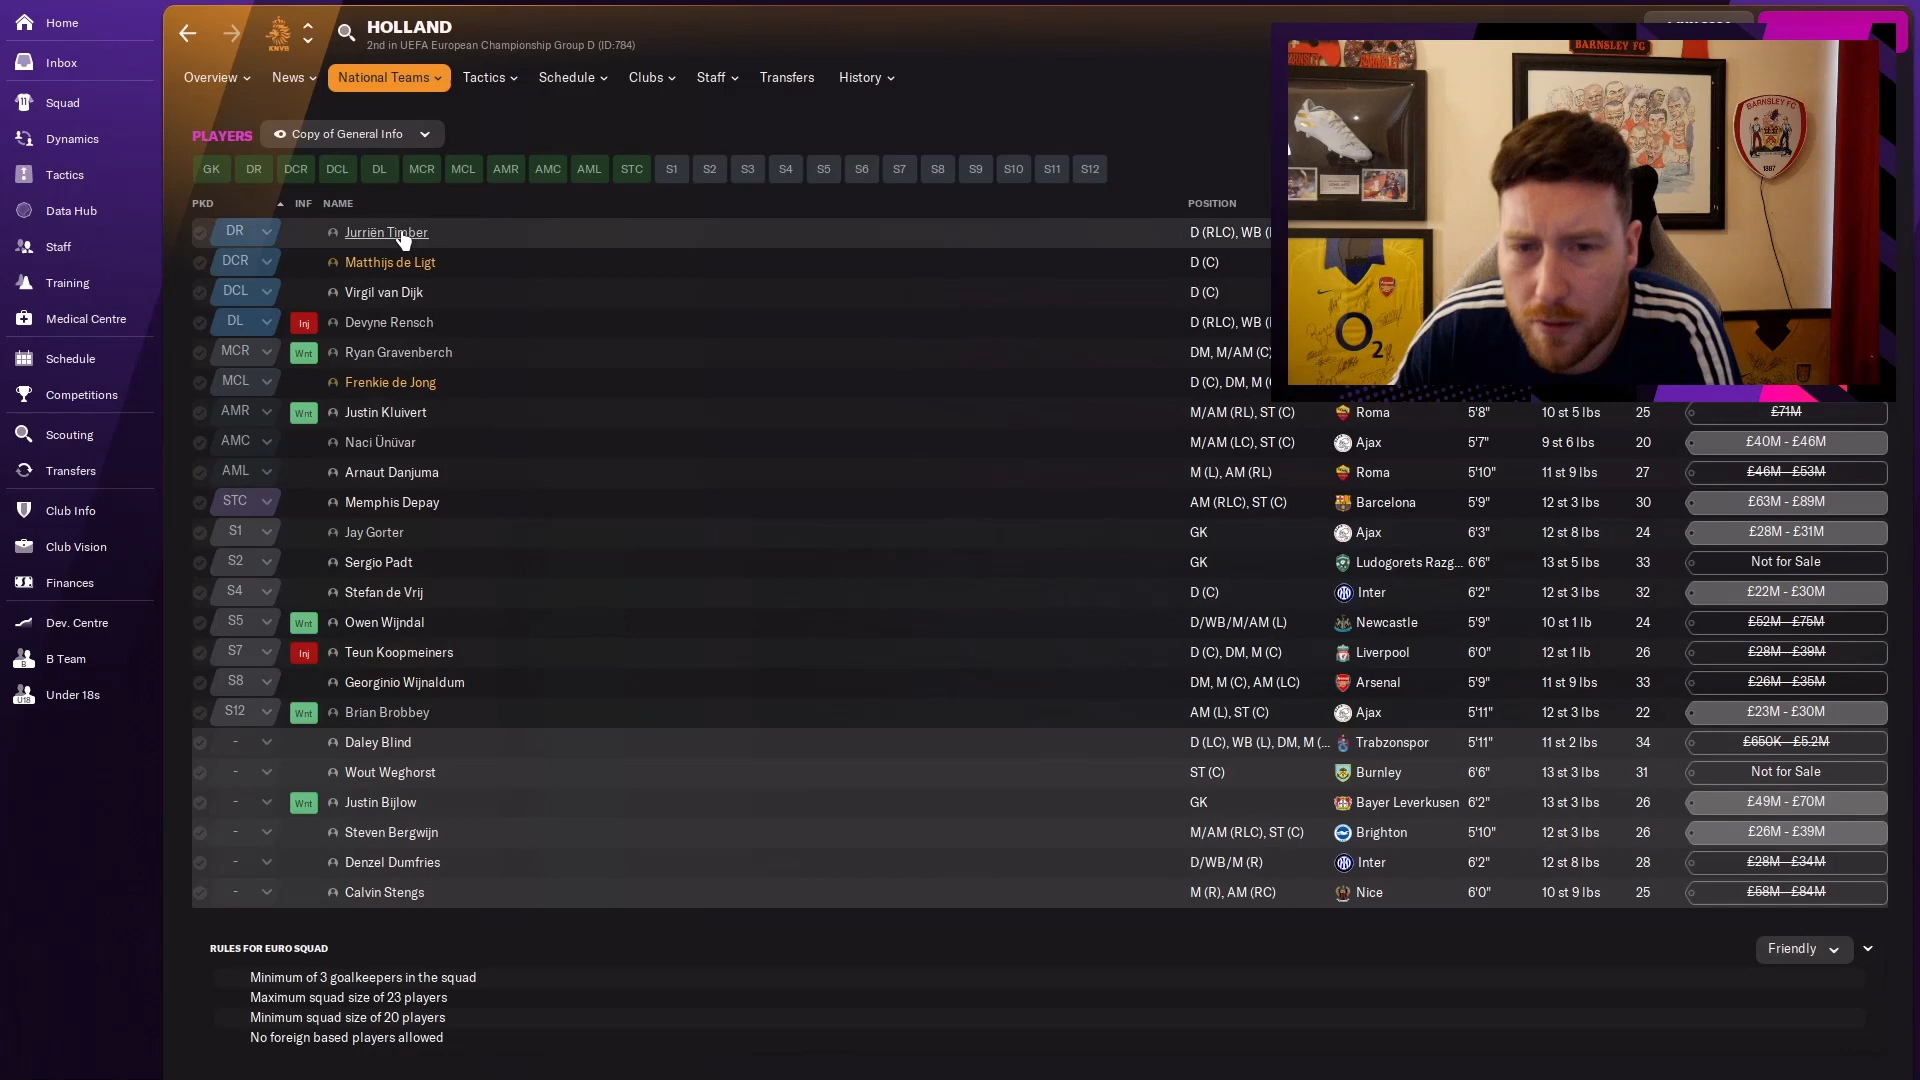 Home
Inbox
Squad
Dynamics
Tactics
Data Hub
Staff
Training
Medical Centre
Schedule
Competitions
Scouting
Transfers
Club Info
Club Vision
Finances
Dev. Centre
B Team
Under 18s
HOLLAND
2nd in UEFA European Championship Group D (ID:784)
Overview News National Teams Tactics Schedule Clubs Staff Transfers History
PLAYERS Copy of General Info
GK DR DCR DCL DL MCR MCL AMR AMC AML STC S1 S2 S3 S4 S5 S6 S7 S8 S9 S10 S11 S12
PKD INF NAME POSITION
DR Jurriën Timber D (RLC), WB
DCR Matthijs de Ligt D (C)
DCL Virgil van Dijk D (C)
DL Inj Devyne Rensch D (RLC), WB
MCR Wnt Ryan Gravenberch DM, M/AM (C)
MCL Frenkie de Jong D (C), DM, M
AMR Wnt Justin Kluivert M/AM (RL), ST (C) Roma 5'8" 10 st 5 lbs 25 £71M
AMC Naci Ünüvar M/AM (LC), ST (C) Ajax 5'7" 9 st 6 lbs 20 £40M - £46M
AML Arnaut Danjuma M (L), AM (RL) Roma 5'10" 11 st 9 lbs 27 £46M - £53M
STC Memphis Depay AM (RLC), ST (C) Barcelona 5'9" 12 st 3 lbs 30 £63M - £89M
S1 Jay Gorter GK Ajax 6'3" 12 st 8 lbs 24 £28M - £31M
S2 Sergio Padt GK Ludogorets Razg... 6'6" 13 st 5 lbs 33 Not for Sale
S4 Stefan de Vrij D (C) Inter 6'2" 12 st 3 lbs 32 £22M - £30M
S5 Wnt Owen Wijndal D/WB/M/AM (L) Newcastle 5'9" 10 st 1 lb 24 £52M - £75M
S7 Inj Teun Koopmeiners D (C), DM, M (C) Liverpool 6'0" 12 st 1 lb 26 £28M - £39M
S8 Georginio Wijnaldum DM, M (C), AM (LC) Arsenal 5'9" 11 st 9 lbs 33 £26M - £35M
S12 Wnt Brian Brobbey AM (L), ST (C) Ajax 5'11" 12 st 3 lbs 22 £23M - £30M
- Daley Blind D (LC), WB (L), DM, M (... Trabzonspor 5'11" 11 st 2 lbs 34 £650K - £5.2M
- Wout Weghorst ST (C) Burnley 6'6" 13 st 3 lbs 31 Not for Sale
- Wnt Justin Bijlow GK Bayer Leverkusen 6'2" 13 st 3 lbs 26 £49M - £70M
- Steven Bergwijn M/AM (RLC), ST (C) Brighton 5'10" 12 st 3 lbs 26 £26M - £39M
- Denzel Dumfries D/WB/M (R) Inter 6'2" 12 st 8 lbs 28 £28M - £34M
- Calvin Stengs M (R), AM (RC) Nice 6'0" 10 st 9 lbs 25 £58M - £84M
RULES FOR EURO SQUAD Friendly
Minimum of 3 goalkeepers in the squad
Maximum squad size of 23 players
Minimum squad size of 20 players
No foreign based players allowed
BARNSLEY FC
BARNSLEY FC
1887
O2